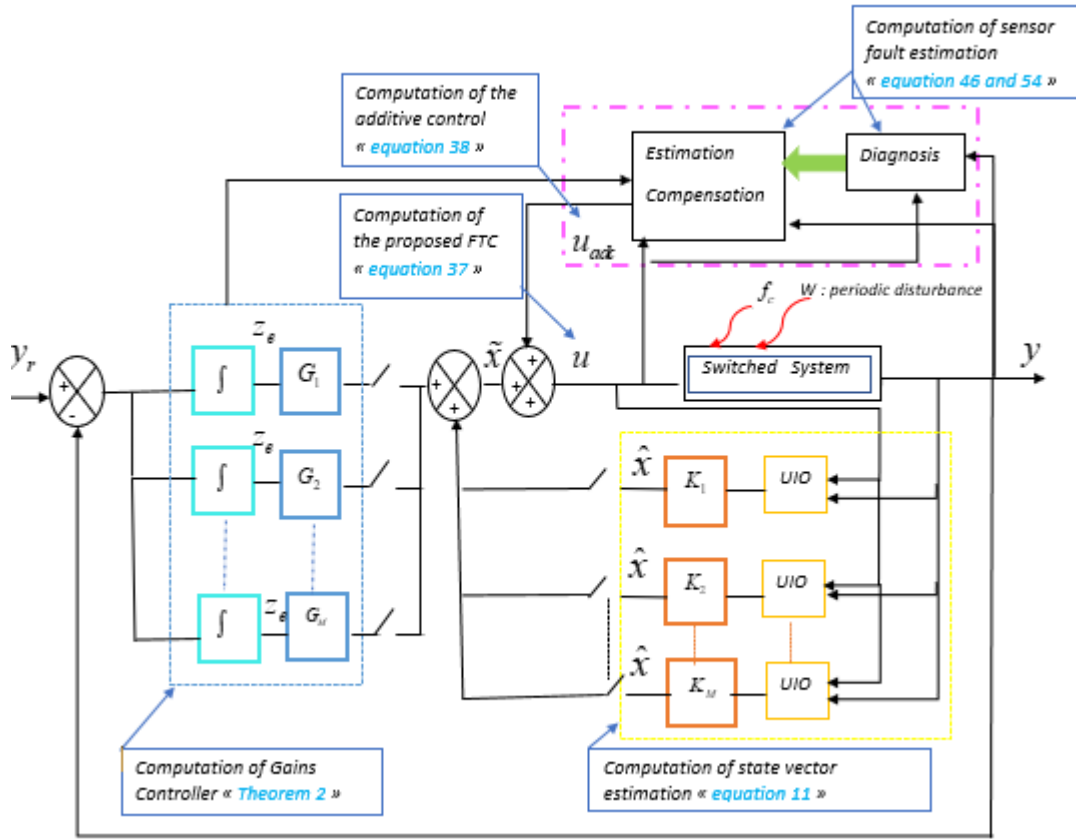 Computation of sensor
fault estimation
« equation 46 and 54 »
Computation of the
additive control
« equation 38 »
Estimation
Compensation
Diagnosis
Computation of
the proposed FTC
« equation 37 »
u_adc
f_c
W : periodic disturbance
y_r
+
-
z_e
∫
G_1
+
+
x̃
+
+
+
u
Switched System
y
z_e
∫
G_2
x̂
K_1
UIO
x̂
K_2
UIO
z_e
∫
G_M
x̂
K_M
UIO
Computation of Gains
Controller « Theorem 2 »
Computation of state vector
estimation « equation 11 »